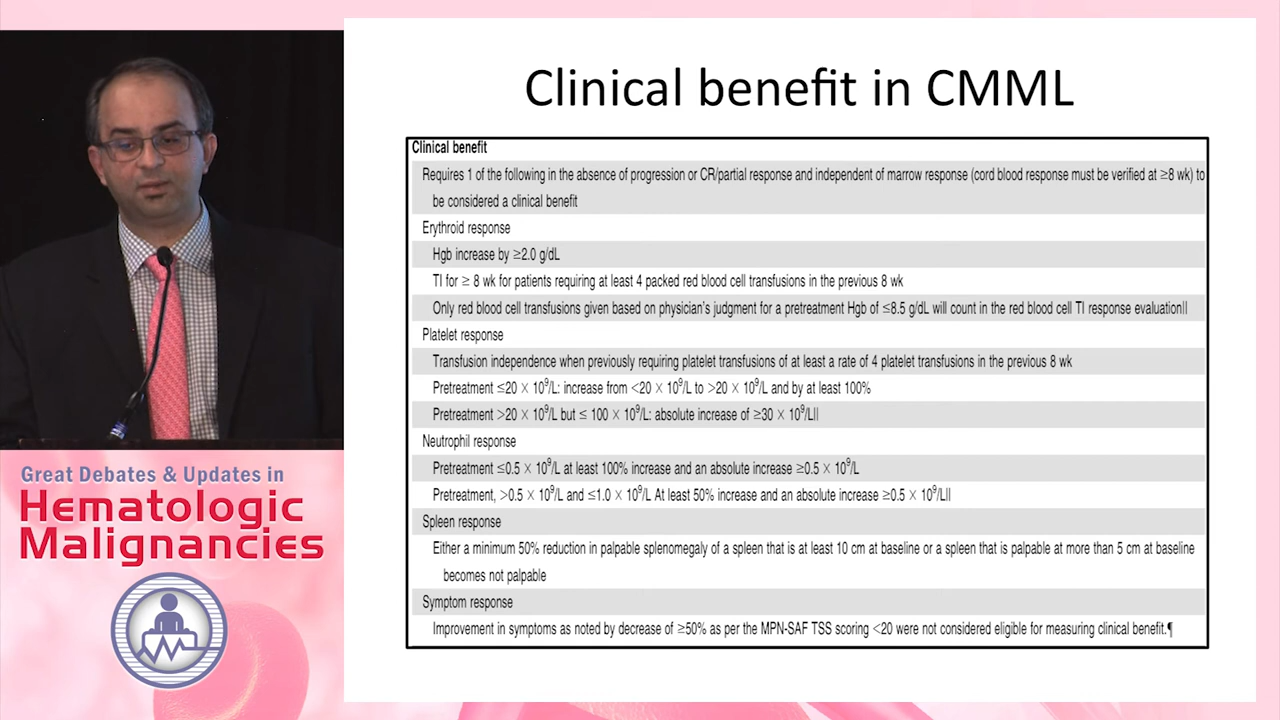 Clinical benefit in CMML
Clinical benefit
Requires 1 of the following in the absence of progression or CR/partial response and independent of marrow response (cord blood response must be verified at ≥8 wk) to
be considered a clinical benefit
Erythroid response
Hgb increase by ≥2.0 g/dL
TI for ≥ 8 wk for patients requiring at least 4 packed red blood cell transfusions in the previous 8 wk
Only red blood cell transfusions given based on physician's judgment for a pretreatment Hgb of ≤8.5 g/dL will count in the red blood cell TI response evaluation||
Platelet response
Transfusion independence when previously requiring platelet transfusions of at least a rate of 4 platelet transfusions in the previous 8 wk
Pretreatment ≤20 × 10⁹/L: increase from <20 × 10⁹/L to >20 × 10⁹/L and by at least 100%
Pretreatment >20 × 10⁹/L but ≤ 100 × 10⁹/L: absolute increase of ≥30 × 10⁹/L||
Neutrophil response
Pretreatment ≤0.5 × 10⁹/L at least 100% increase and an absolute increase ≥0.5 × 10⁹/L
Pretreatment, >0.5 × 10⁹/L and ≤1.0 × 10⁹/L At least 50% increase and an absolute increase ≥0.5 × 10⁹/L||
Spleen response
Either a minimum 50% reduction in palpable splenomegaly of a spleen that is at least 10 cm at baseline or a spleen that is palpable at more than 5 cm at baseline
becomes not palpable
Symptom response
Improvement in symptoms as noted by decrease of ≥50% as per the MPN-SAF TSS scoring <20 were not considered eligible for measuring clinical benefit.¶
Great Debates & Updates in
Hematologic
Malignancies